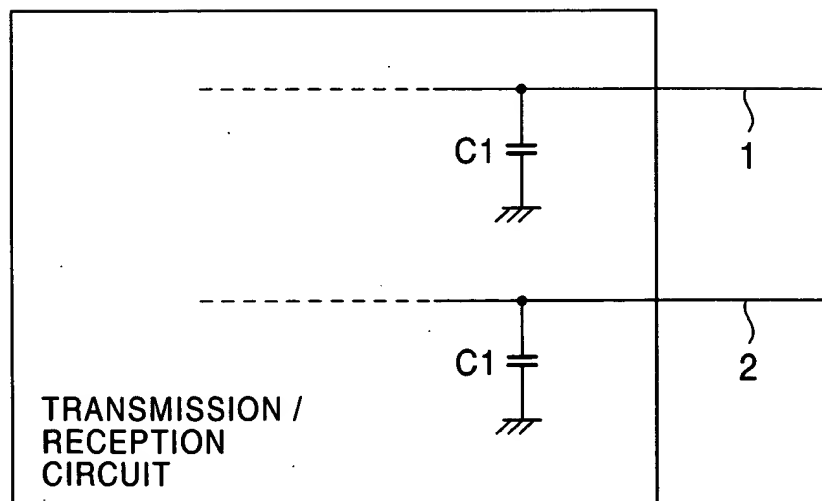 C1
1
C1
2
TRANSMISSION /
RECEPTION
CIRCUIT